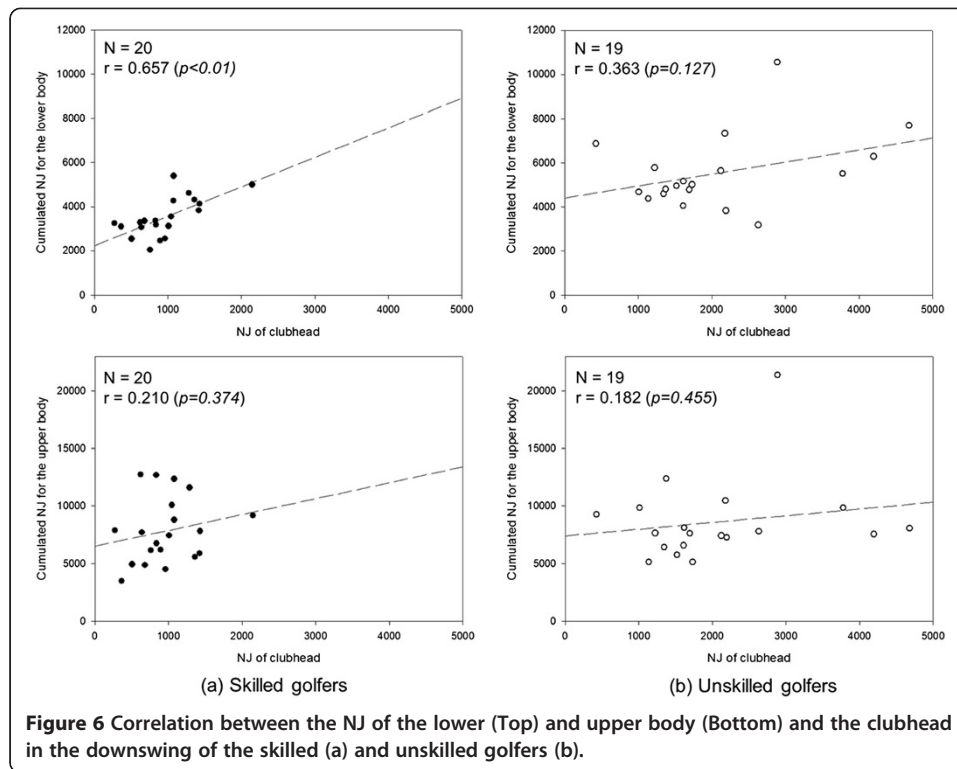 N = 20
r = 0.657 (p<0.01)
Cumulated NJ for the lower body
12000
10000
8000
6000
4000
2000
0
0 1000 2000 3000 4000 5000
NJ of clubhead
N = 19
r = 0.363 (p=0.127)
Cumulated NJ for the lower body
12000
10000
8000
6000
4000
2000
0
0 1000 2000 3000 4000 5000
NJ of clubhead
N = 20
r = 0.210 (p=0.374)
Cumulated NJ for the upper body
20000
15000
10000
5000
0
0 1000 2000 3000 4000 5000
NJ of clubhead
(a) Skilled golfers
N = 19
r = 0.182 (p=0.455)
Cumulated NJ for the upper body
20000
15000
10000
5000
0
0 1000 2000 3000 4000 5000
NJ of clubhead
(b) Unskilled golfers
Figure 6 Correlation between the NJ of the lower (Top) and upper body (Bottom) and the clubhead
in the downswing of the skilled (a) and unskilled golfers (b).